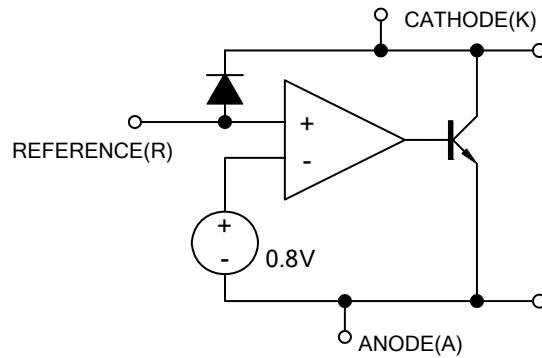 CATHODE(K)
+
REFERENCE(R)
-
+
-
0.8V
ANODE(A)